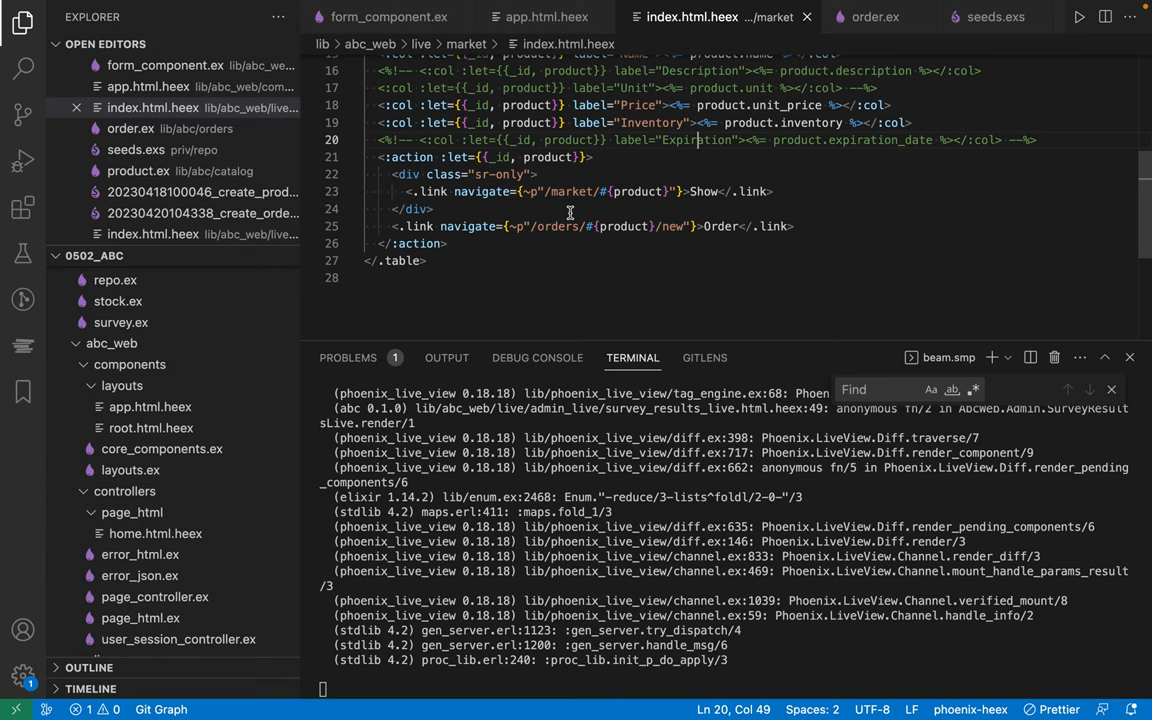 EXPLORER
OPEN EDITORS
form_component.ex lib/abc_we...
app.html.heex lib/abc_web/com...
index.html.heex lib/abc_web/live...
order.ex lib/abc/orders
seeds.exs priv/repo
product.ex lib/abc/catalog
20230418100046_create_prod...
20230420104338_create_orde...
index.html.heex lib/abc_web/live...
0502_ABC
repo.ex
stock.ex
survey.ex
abc_web
components
layouts
app.html.heex
root.html.heex
core_components.ex
layouts.ex
controllers
page_html
home.html.heex
error_html.ex
error_json.ex
page_controller.ex
page_html.ex
user_session_controller.ex
OUTLINE
TIMELINE
form_component.ex
app.html.heex
index.html.heex .../market
order.ex
seeds.exs
lib > abc_web > live > market > index.html.heex
16 <%!-- <:col :let={{_id, product}} label="Description"><%= product.description %></:col>
17 <:col :let={{_id, product}} label="Unit"><%= product.unit %></:col> --%>
18 <:col :let={{_id, product}} label="Price"><%= product.unit_price %></:col>
19 <:col :let={{_id, product}} label="Inventory"><%= product.inventory %></:col>
20 <%!-- <:col :let={{_id, product}} label="Expiration"><%= product.expiration_date %></:col> --%>
21 <:action :let={{_id, product}}>
22 <div class="sr-only">
23 <.link navigate={~p"/market/#{product}"}>Show</.link>
24 </div>
25 <.link navigate={~p"/orders/#{product}/new"}>Order</.link>
26 </:action>
27 </.table>
28
PROBLEMS 1 OUTPUT DEBUG CONSOLE TERMINAL GITLENS
beam.smp
Find
Aa ab
(phoenix_live_view 0.18.18) lib/phoenix_live_view/tag_engine.ex:68: Phoen
(abc 0.1.0) lib/abc_web/live/admin_live/survey_results_live.html.heex:49: anonymous fn/2 in AbcWeb.Admin.SurveyResult
sLive.render/1
(phoenix_live_view 0.18.18) lib/phoenix_live_view/diff.ex:398: Phoenix.LiveView.Diff.traverse/7
(phoenix_live_view 0.18.18) lib/phoenix_live_view/diff.ex:717: Phoenix.LiveView.Diff.render_component/9
(phoenix_live_view 0.18.18) lib/phoenix_live_view/diff.ex:662: anonymous fn/5 in Phoenix.LiveView.Diff.render_pending
_components/6
(elixir 1.14.2) lib/enum.ex:2468: Enum."-reduce/3-lists^foldl/2-0-"/3
(stdlib 4.2) maps.erl:411: :maps.fold_1/3
(phoenix_live_view 0.18.18) lib/phoenix_live_view/diff.ex:635: Phoenix.LiveView.Diff.render_pending_components/6
(phoenix_live_view 0.18.18) lib/phoenix_live_view/diff.ex:146: Phoenix.LiveView.Diff.render/3
(phoenix_live_view 0.18.18) lib/phoenix_live_view/channel.ex:833: Phoenix.LiveView.Channel.render_diff/3
(phoenix_live_view 0.18.18) lib/phoenix_live_view/channel.ex:469: Phoenix.LiveView.Channel.mount_handle_params_result
/3
(phoenix_live_view 0.18.18) lib/phoenix_live_view/channel.ex:1039: Phoenix.LiveView.Channel.verified_mount/8
(phoenix_live_view 0.18.18) lib/phoenix_live_view/channel.ex:59: Phoenix.LiveView.Channel.handle_info/2
(stdlib 4.2) gen_server.erl:1123: :gen_server.try_dispatch/4
(stdlib 4.2) gen_server.erl:1200: :gen_server.handle_msg/6
(stdlib 4.2) proc_lib.erl:240: :proc_lib.init_p_do_apply/3
1
1 0 Git Graph
Ln 20, Col 49 Spaces: 2 UTF-8 LF phoenix-heex Prettier